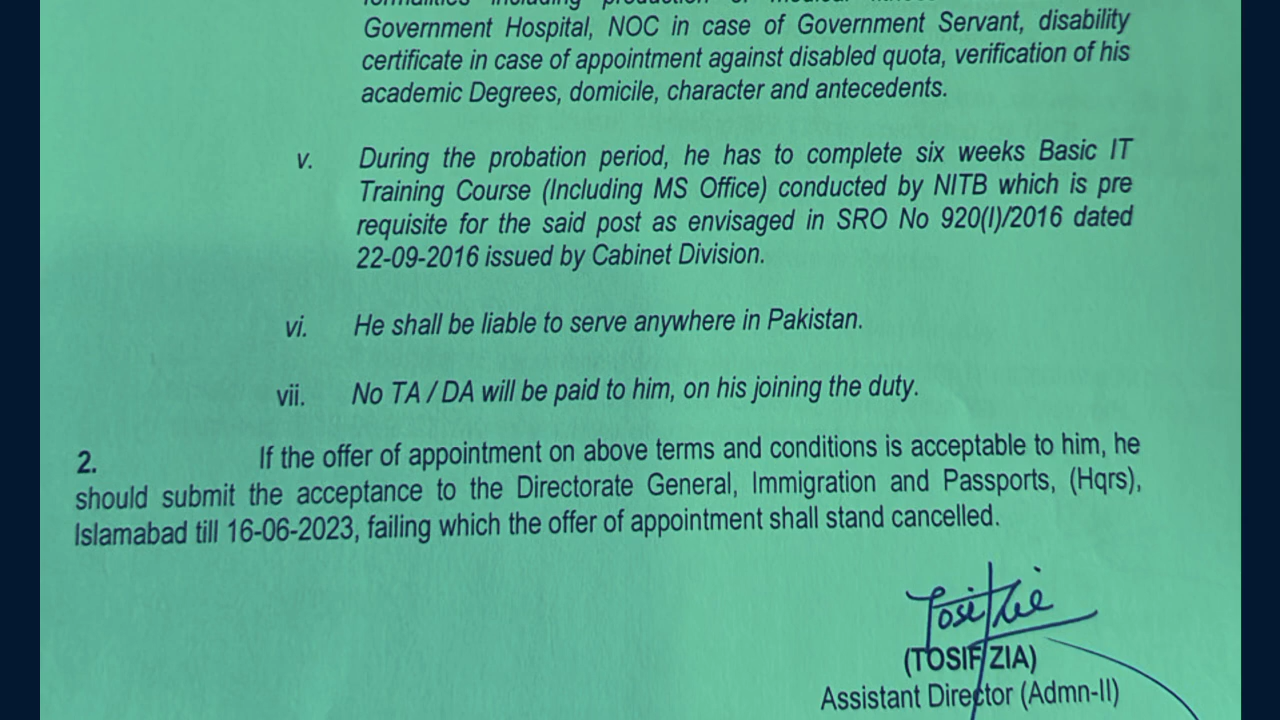 formalities including production of medical fitness
Government Hospital, NOC in case of Government Servant, disability
certificate in case of appointment against disabled quota, verification of his
academic Degrees, domicile, character and antecedents.
v. During the probation period, he has to complete six weeks Basic IT
Training Course (Including MS Office) conducted by NITB which is pre
requisite for the said post as envisaged in SRO No 920(I)/2016 dated
22-09-2016 issued by Cabinet Division.
vi. He shall be liable to serve anywhere in Pakistan.
vii. No TA / DA will be paid to him, on his joining the duty.
2. If the offer of appointment on above terms and conditions is acceptable to him, he
should submit the acceptance to the Directorate General, Immigration and Passports, (Hqrs),
Islamabad till 16-06-2023, failing which the offer of appointment shall stand cancelled.
(TOSIF ZIA)
Assistant Director (Admn-II)